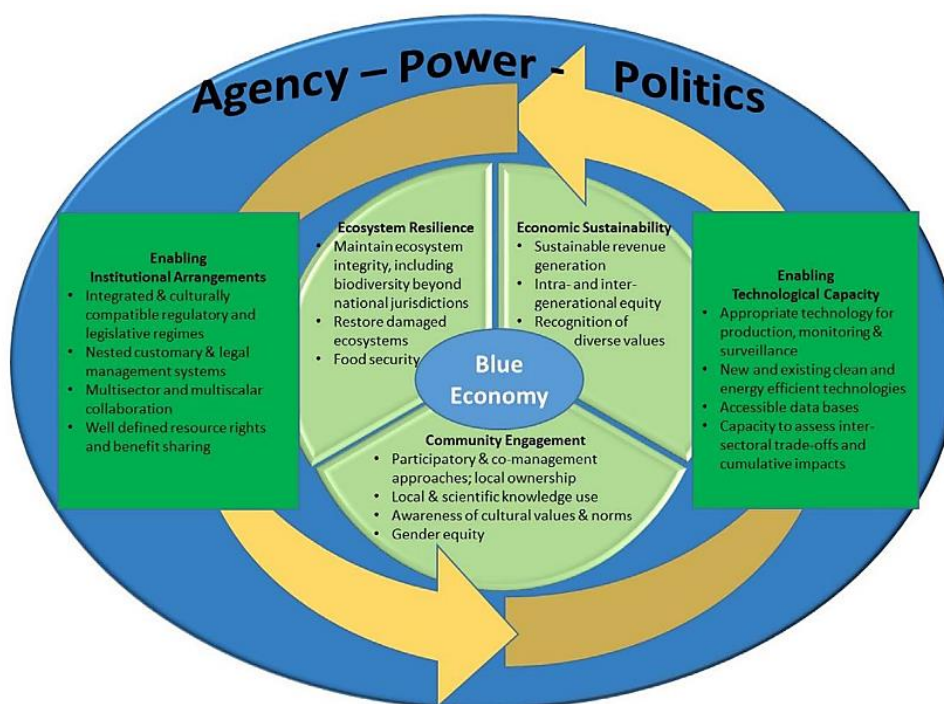 Agency – Power - Politics
Enabling
Institutional Arrangements
• Integrated & culturally
compatible regulatory and
legislative regimes
• Nested customary & legal
management systems
• Multisector and multiscalar
collaboration
• Well defined resource rights
and benefit sharing
Ecosystem Resilience
• Maintain ecosystem
integrity, including
biodiversity beyond
national jurisdictions
• Restore damaged
ecosystems
• Food security
Economic Sustainability
• Sustainable revenue
generation
• Intra- and inter-
generational equity
• Recognition of
diverse values
Blue
Economy
Community Engagement
• Participatory & co-management
approaches; local ownership
• Local & scientific knowledge use
• Awareness of cultural values & norms
• Gender equity
Enabling
Technological Capacity
• Appropriate technology for
production, monitoring &
surveillance
• New and existing clean and
energy efficient technologies
• Accessible data bases
• Capacity to assess inter-
sectoral trade-offs and
cumulative impacts